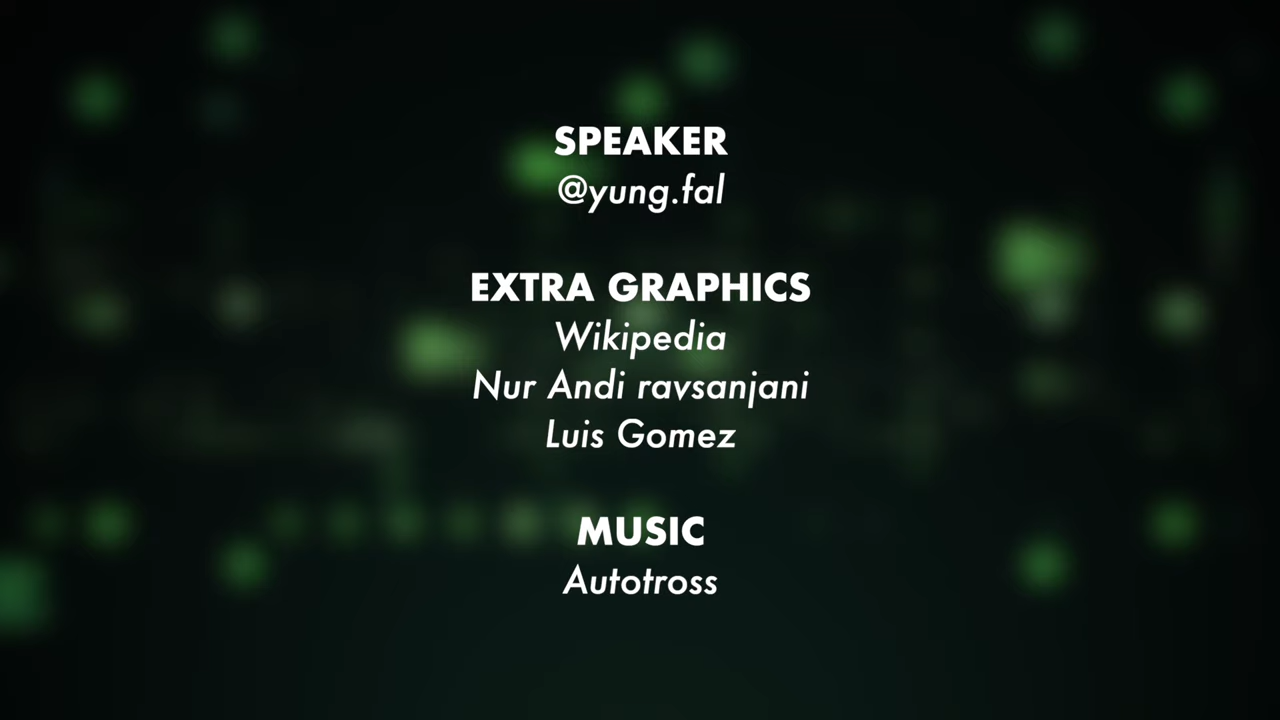 SPEAKER
@yung.fal
EXTRA GRAPHICS
Wikipedia
Nur Andi ravsanjani
Luis Gomez
MUSIC
Autotross